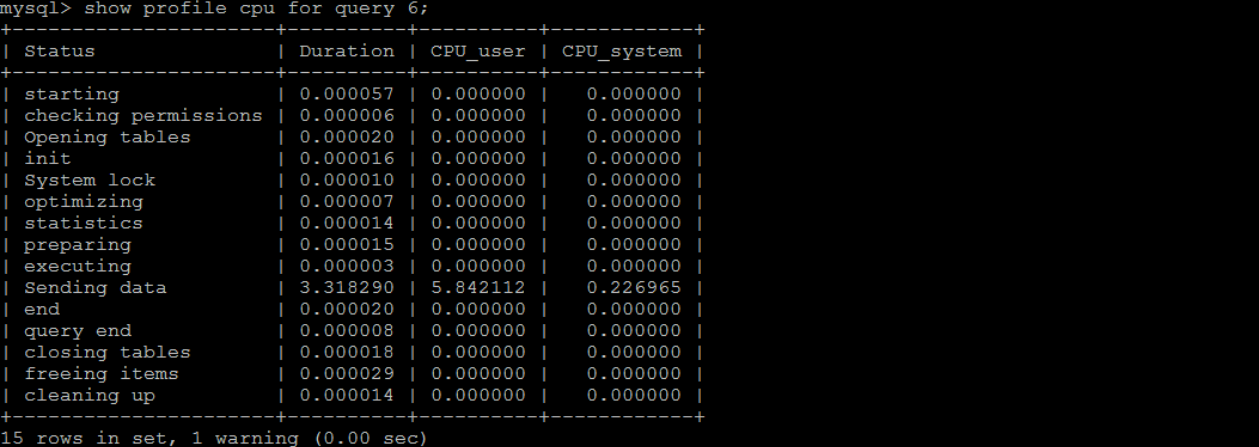 mysql> show profile cpu for query 6;
+----------------------+----------+----------+------------+
| Status               | Duration | CPU_user | CPU_system |
+----------------------+----------+----------+------------+
| starting             | 0.000057 | 0.000000 |   0.000000 |
| checking permissions | 0.000006 | 0.000000 |   0.000000 |
| Opening tables       | 0.000020 | 0.000000 |   0.000000 |
| init                 | 0.000016 | 0.000000 |   0.000000 |
| System lock          | 0.000010 | 0.000000 |   0.000000 |
| optimizing           | 0.000007 | 0.000000 |   0.000000 |
| statistics           | 0.000014 | 0.000000 |   0.000000 |
| preparing            | 0.000015 | 0.000000 |   0.000000 |
| executing            | 0.000003 | 0.000000 |   0.000000 |
| Sending data         | 3.318290 | 5.842112 |   0.226965 |
| end                  | 0.000020 | 0.000000 |   0.000000 |
| query end            | 0.000008 | 0.000000 |   0.000000 |
| closing tables       | 0.000018 | 0.000000 |   0.000000 |
| freeing items        | 0.000029 | 0.000000 |   0.000000 |
| cleaning up          | 0.000014 | 0.000000 |   0.000000 |
+----------------------+----------+----------+------------+
15 rows in set, 1 warning (0.00 sec)